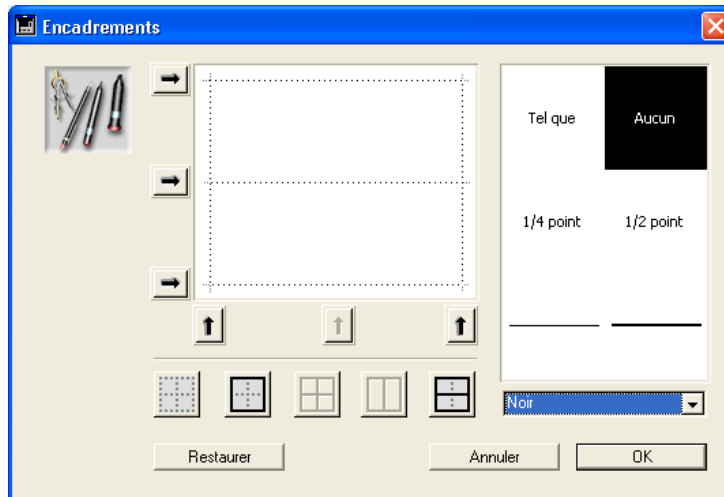 Encadrements
Tel que
Aucun
1/4 point
1/2 point
Noir
Restaurer
Annuler
OK